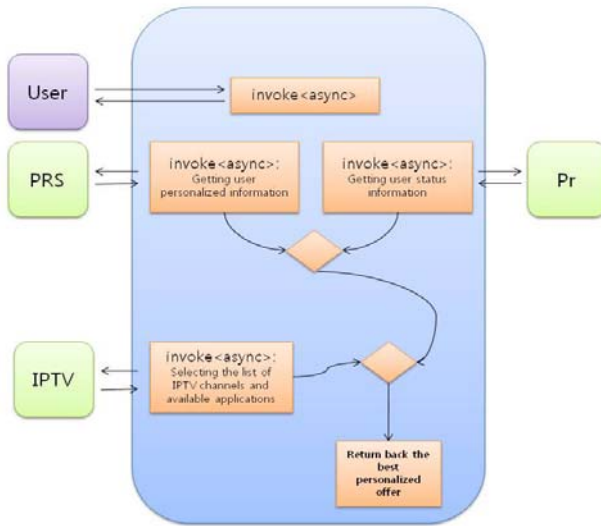 User
invoke<async>
PRS
invoke<async>:
Getting user
personalized information
invoke<async>:
Getting user status
information
Pr
IPTV
invoke<async>:
Selecting the list of
IPTV channels and
available applications
Return back the
best
personalized
offer